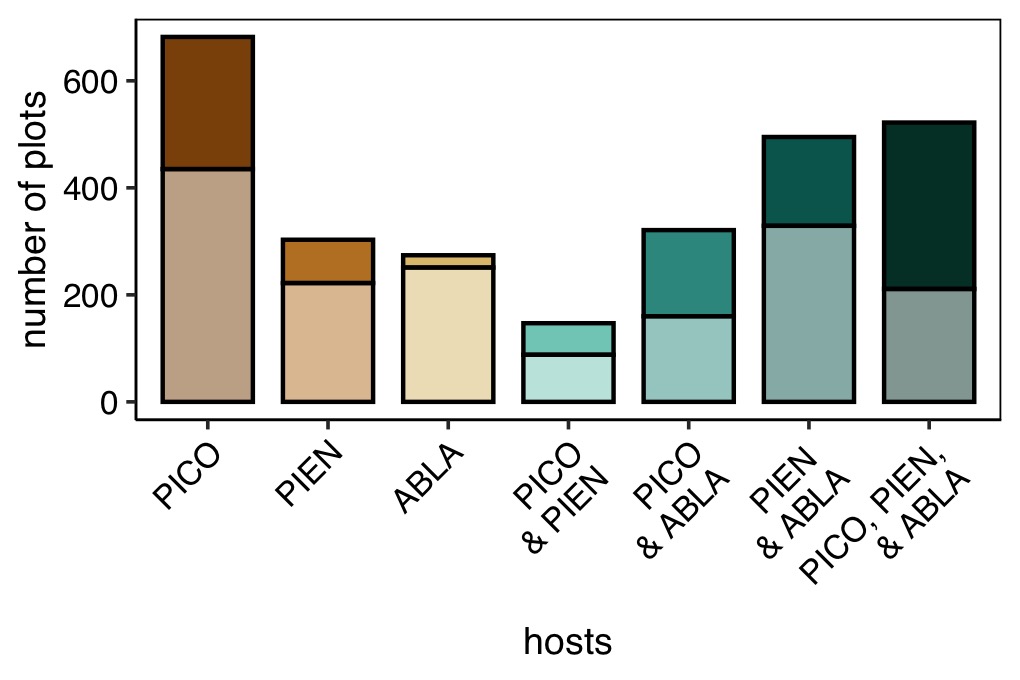 number of plots
600
400
200
0
PICO
PIEN
ABLA
PICO
& PIEN
PICO
& ABLA
PIEN
& ABLA
PICO, PIEN,
& ABLA
hosts